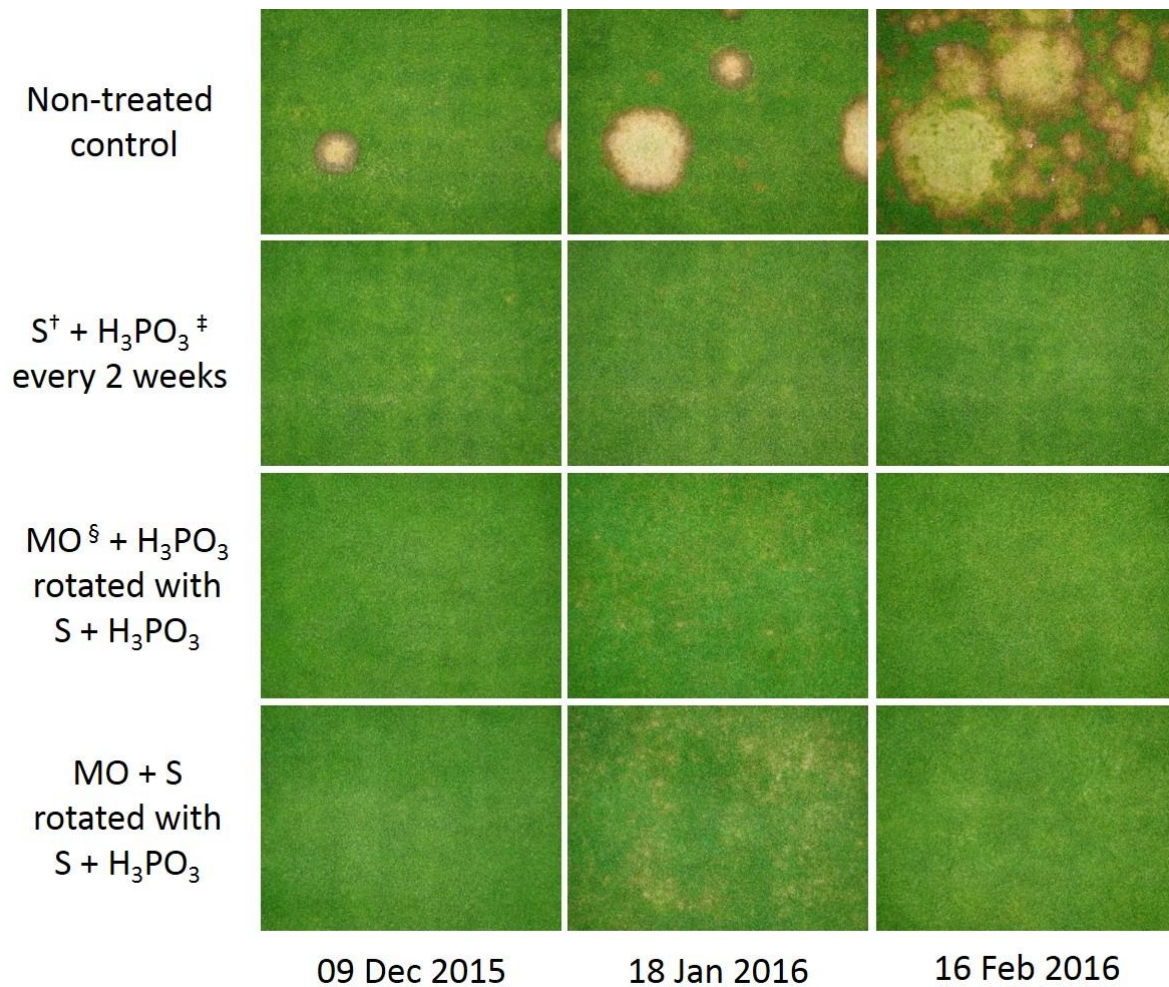 Non-treated
control
S† + H₃PO₃ ‡
every 2 weeks
MO § + H₃PO₃
rotated with
S + H₃PO₃
MO + S
rotated with
S + H₃PO₃
09 Dec 2015 18 Jan 2016 16 Feb 2016